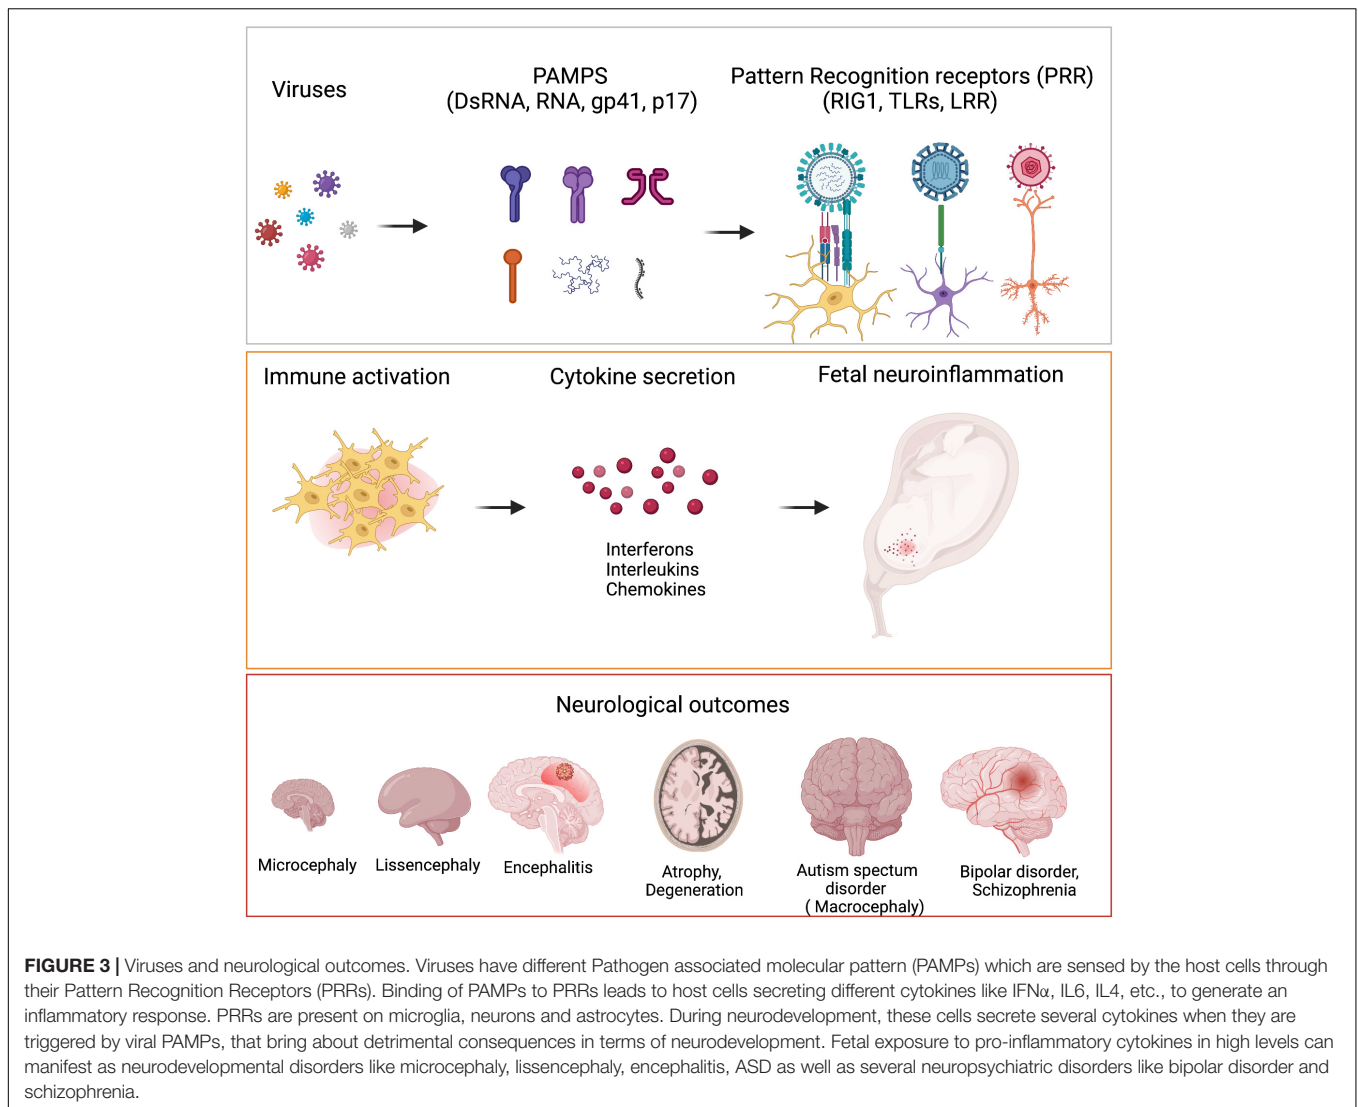 Viruses
PAMPS
(DsRNA, RNA, gp41, p17)
Pattern Recognition receptors (PRR)
(RIG1, TLRs, LRR)
Immune activation
Cytokine secretion
Fetal neuroinflammation
Interferons
Interleukins
Chemokines
Neurological outcomes
Microcephaly
Lissencephaly
Encephalitis
Atrophy,
Degeneration
Autism spectum
disorder
( Macrocephaly)
Bipolar disorder,
Schizophrenia
FIGURE 3 | Viruses and neurological outcomes. Viruses have different Pathogen associated molecular pattern (PAMPs) which are sensed by the host cells through
their Pattern Recognition Receptors (PRRs). Binding of PAMPs to PRRs leads to host cells secreting different cytokines like IFNα, IL6, IL4, etc., to generate an
inflammatory response. PRRs are present on microglia, neurons and astrocytes. During neurodevelopment, these cells secrete several cytokines when they are
triggered by viral PAMPs, that bring about detrimental consequences in terms of neurodevelopment. Fetal exposure to pro-inflammatory cytokines in high levels can
manifest as neurodevelopmental disorders like microcephaly, lissencephaly, encephalitis, ASD as well as several neuropsychiatric disorders like bipolar disorder and
schizophrenia.